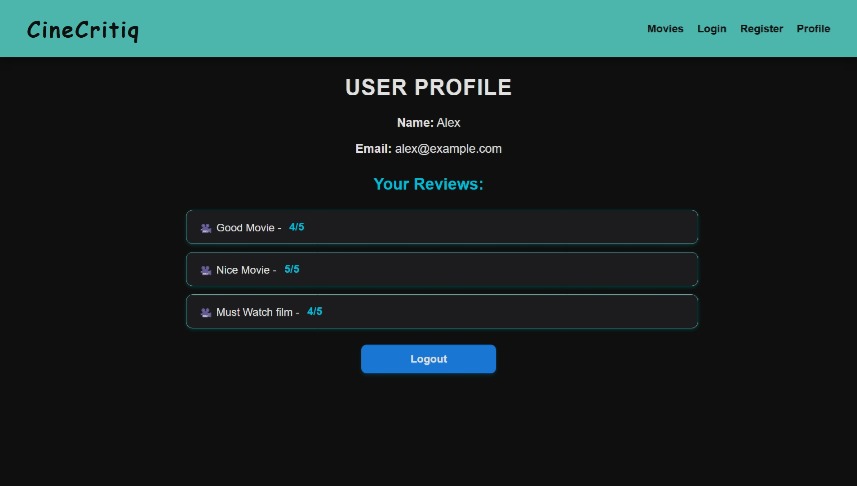 CineCritiq
Movies Login Register Profile
USER PROFILE
Name: Alex
Email: alex@example.com
Your Reviews:
Good Movie - 4/5
Nice Movie - 5/5
Must Watch film - 4/5
Logout